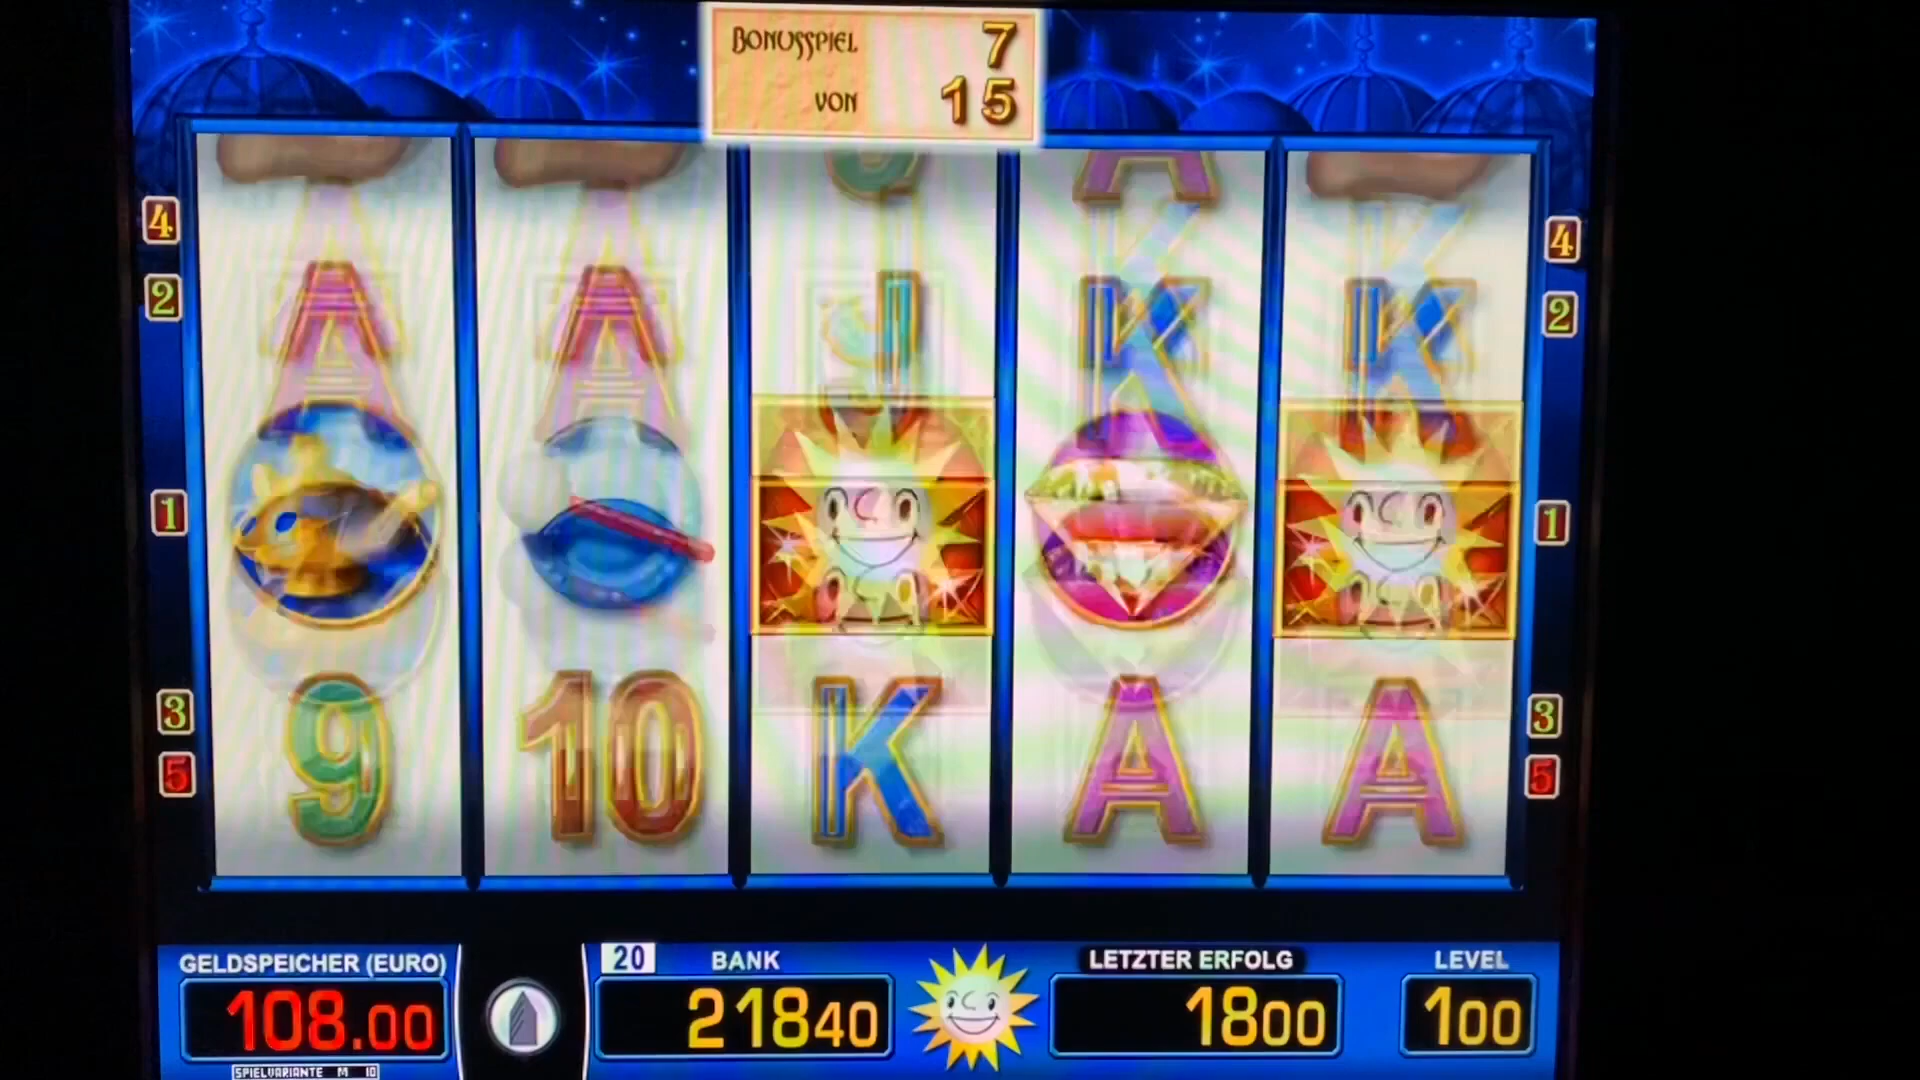 BONUSSPIEL 7
VON 15
4 4
2 2
A A J K K
1 1
9 10 K A A
3 3
5 5
GELDSPEICHER (EURO) 20 BANK LETZTER ERFOLG LEVEL
108.00 21840 1800 100
SPIELVARIANTE M 10